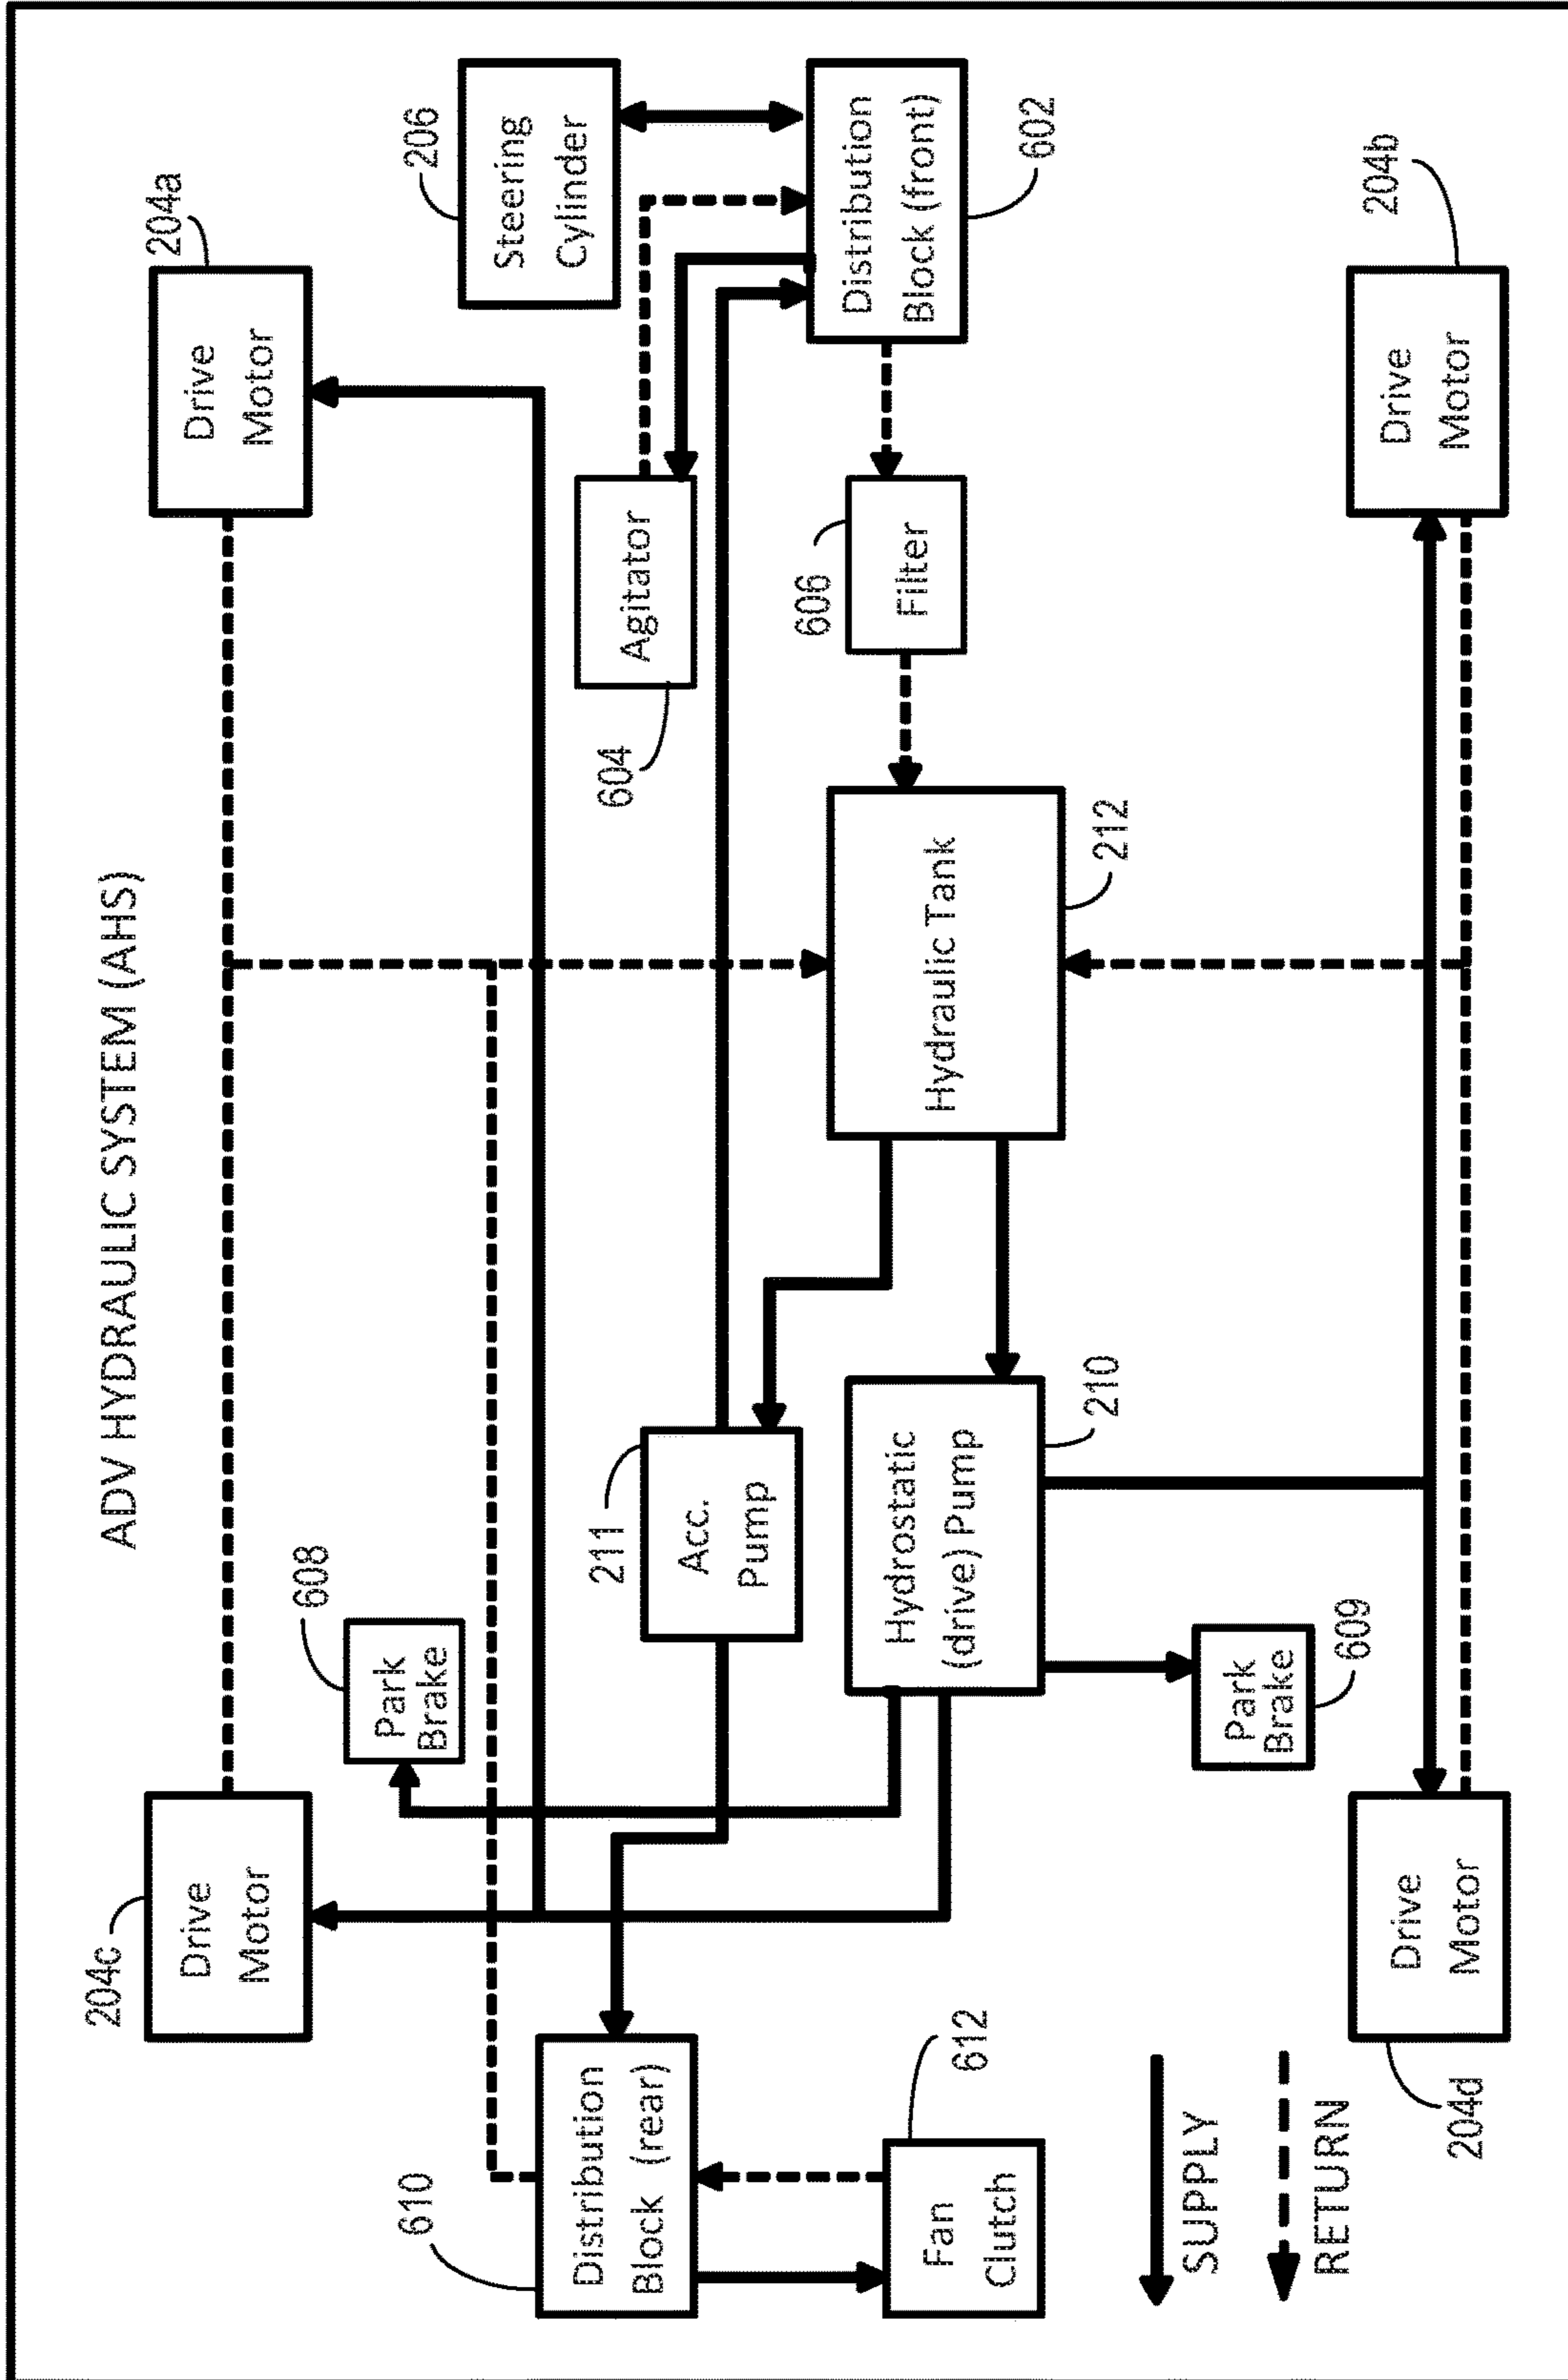 ADV HYDRAULIC SYSTEM (AHS)
204c
Drive
Motor
608
Park
Brake
204a
Drive
Motor
206
Steering
Cylinder
610
Distribution
Block (rear)
211
Acc.
Pump
604
Agitator
Distribution
Block (front)
602
612
Fan
Clutch
Hydrostatic
(drive) Pump
210
Hydraulic Tank
212
606
Filter
SUPPLY
RETURN
Park
Brake
609
204d
Drive
Motor
204b
Drive
Motor